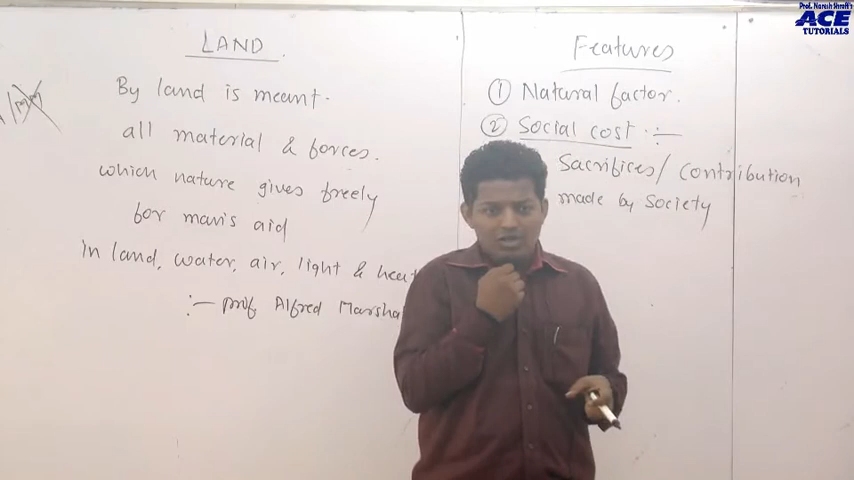 Prof. Naresh Shroff's
ACE
TUTORIALS
LAND
By land is meant
all material & forces.
which nature gives freely
for man's aid
in land, water, air, light & heat
:— Prof Alfred Marsha
Features
① Natural factor.
② Social cost :—
Sacrifices/ Contribution
made by Society